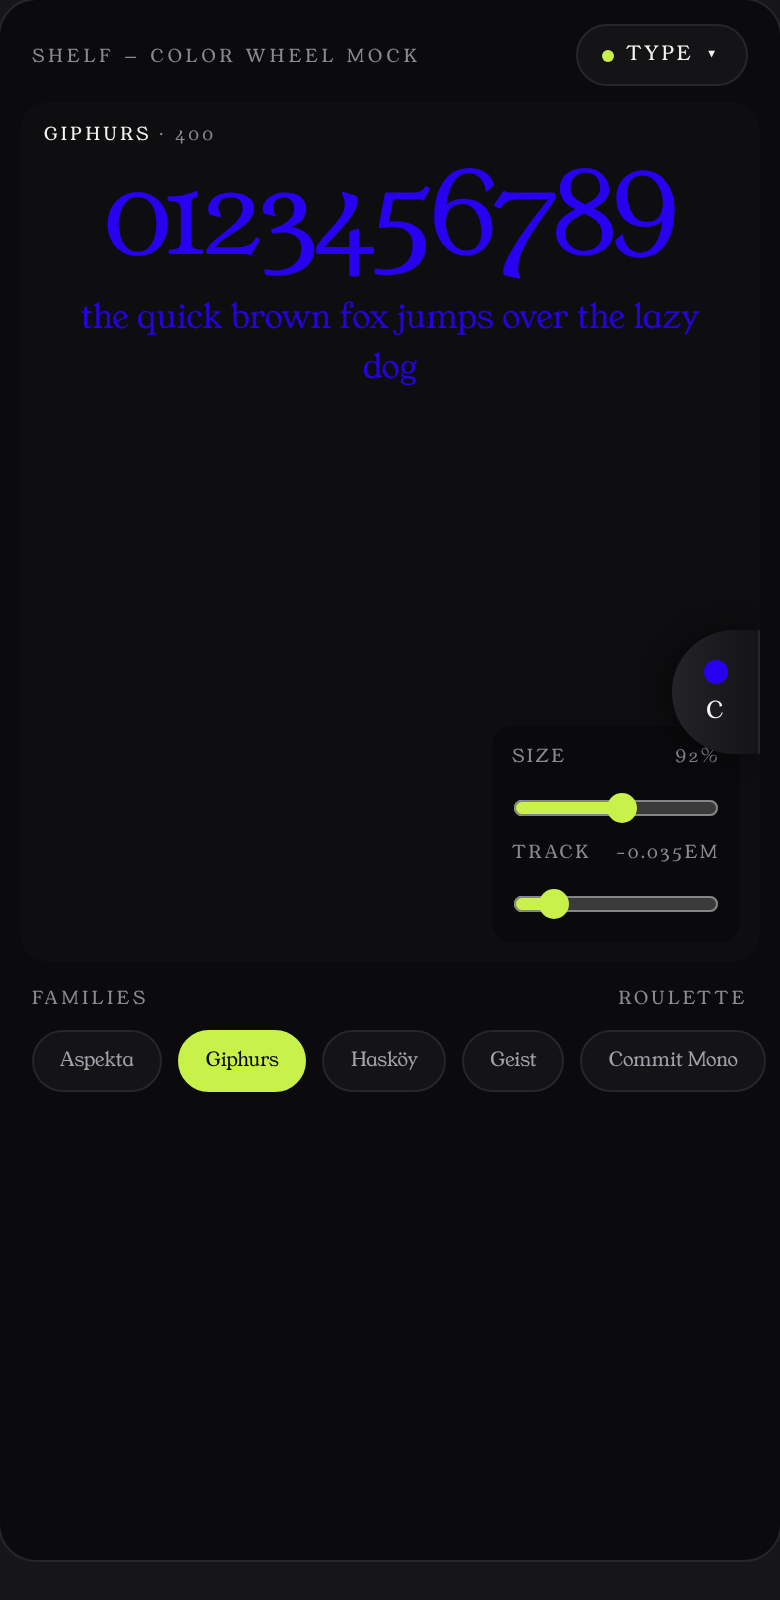 SHELF — COLOR WHEEL MOCK
TYPE ▾
GIPHURS · 400
0123456789
the quick brown fox jumps over the lazy
dog
C
SIZE 92%
TRACK -0.035EM
FAMILIES ROULETTE
Aspekta Giphurs Hasköy Geist Commit Mono